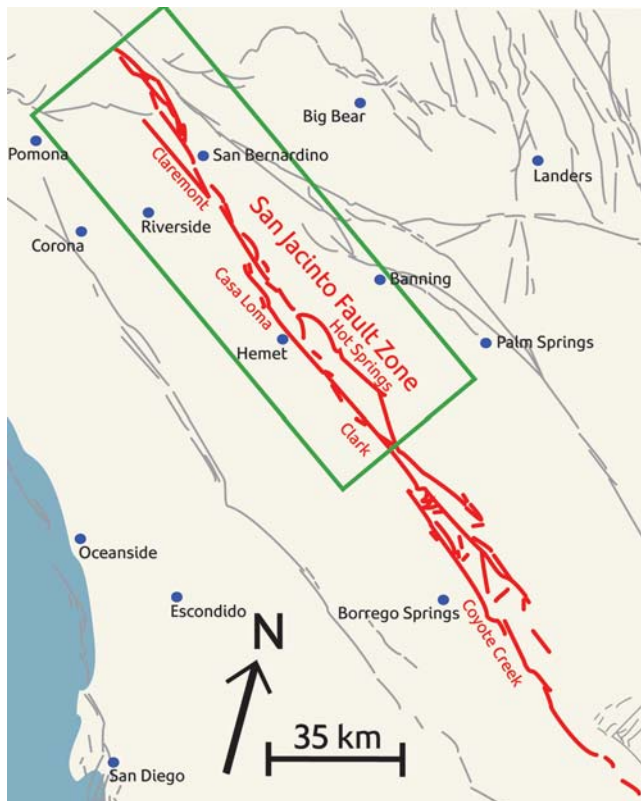 Big Bear
Pomona
San Bernardino
Landers
Claremont
Riverside
Corona
San Jacinto Fault Zone
Banning
Casa Loma
Hemet
Hot Springs
Palm Springs
Clark
Oceanside
Escondido
Borrego Springs
Coyote Creek
N
35 km
San Diego